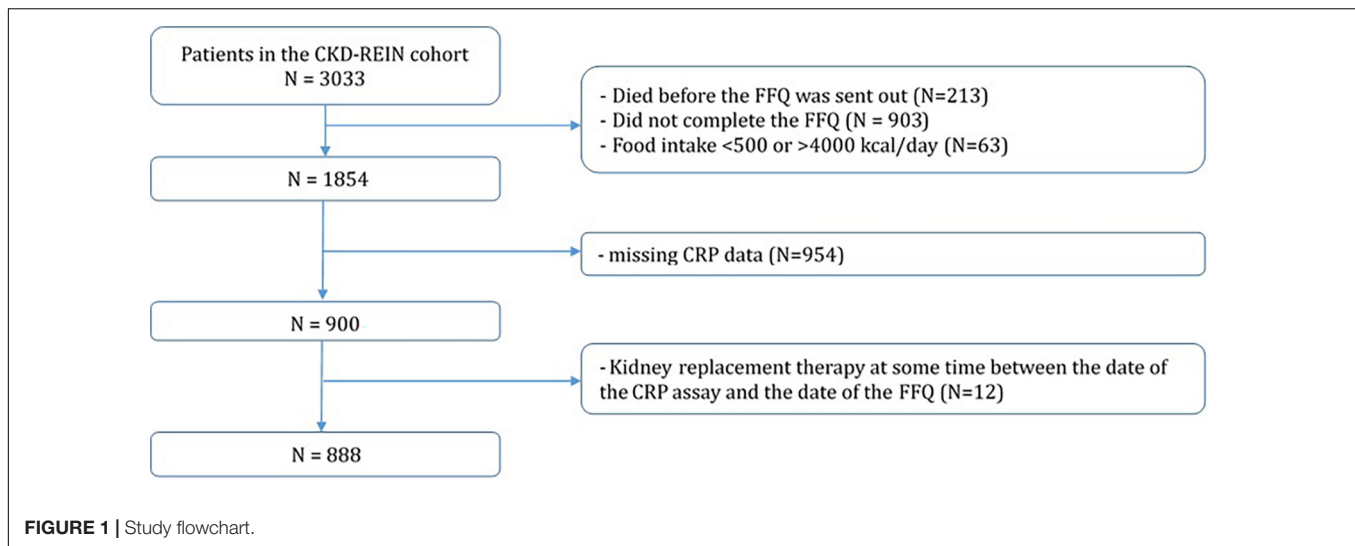 Patients in the CKD-REIN cohort
N = 3033
- Died before the FFQ was sent out (N=213)
- Did not complete the FFQ (N = 903)
- Food intake <500 or >4000 kcal/day (N=63)
N = 1854
- missing CRP data (N=954)
N = 900
- Kidney replacement therapy at some time between the date of
the CRP assay and the date of the FFQ (N=12)
N = 888
FIGURE 1 | Study flowchart.